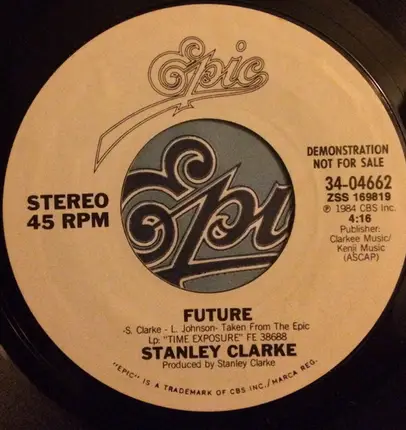 Epic
STEREO
45 RPM
DEMONSTRATION
NOT FOR SALE
34-04662
ZSS 169819
℗ 1984 CBS Inc.
4:16
Publisher:
Clarkee Music/
Kenji Music
(ASCAP)
Epi
FUTURE
-S. Clarke - L. Johnson- Taken From The Epic
Lp: "TIME EXPOSURE" FE 38688
STANLEY CLARKE
Produced by Stanley Clarke
"EPIC" IS A TRADEMARK OF CBS INC./MARCA REG.